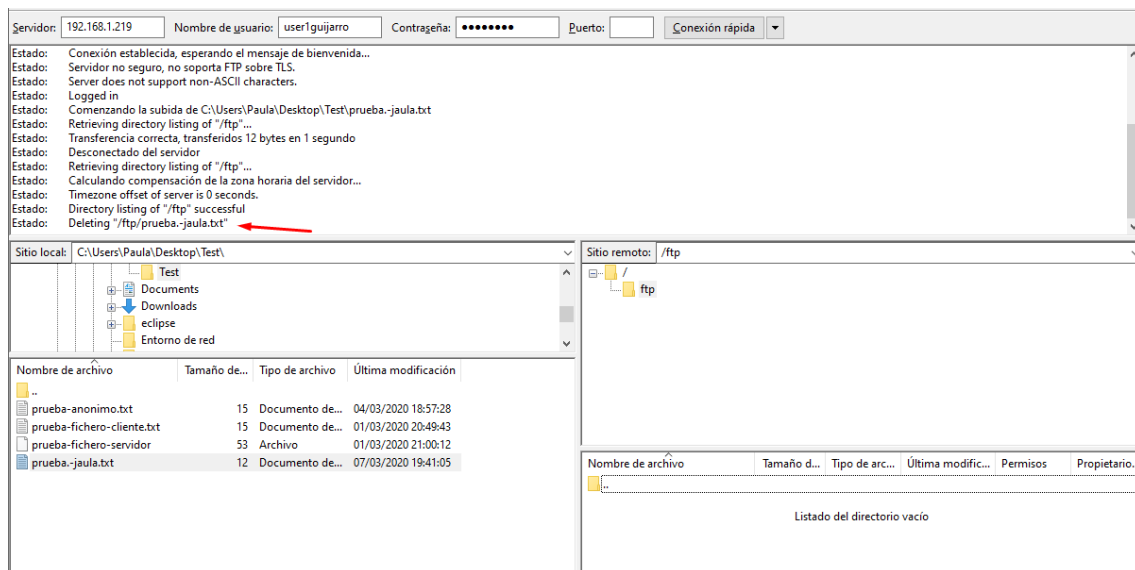 Servidor: 192.168.1.219 Nombre de usuario: user1guijarro Contraseña: ●●●●●●●● Puerto: Conexión rápida
Estado: Conexión establecida, esperando el mensaje de bienvenida...
Estado: Servidor no seguro, no soporta FTP sobre TLS.
Estado: Server does not support non-ASCII characters.
Estado: Logged in
Estado: Comenzando la subida de C:\Users\Paula\Desktop\Test\prueba.-jaula.txt
Estado: Retrieving directory listing of "/ftp"...
Estado: Transferencia correcta, transferidos 12 bytes en 1 segundo
Estado: Desconectado del servidor
Estado: Retrieving directory listing of "/ftp"...
Estado: Calculando compensación de la zona horaria del servidor...
Estado: Timezone offset of server is 0 seconds.
Estado: Directory listing of "/ftp" successful
Estado: Deleting "/ftp/prueba.-jaula.txt"
Sitio local: C:\Users\Paula\Desktop\Test\
Test
Documents
Downloads
eclipse
Entorno de red
Nombre de archivo Tamaño de... Tipo de archivo Última modificación
..
prueba-anonimo.txt 15 Documento de... 04/03/2020 18:57:28
prueba-fichero-cliente.txt 15 Documento de... 01/03/2020 20:49:43
prueba-fichero-servidor 53 Archivo 01/03/2020 21:00:12
prueba.-jaula.txt 12 Documento de... 07/03/2020 19:41:05
Sitio remoto: /ftp
/
ftp
Nombre de archivo Tamaño d... Tipo de arc... Última modific... Permisos Propietario...
..
Listado del directorio vacío